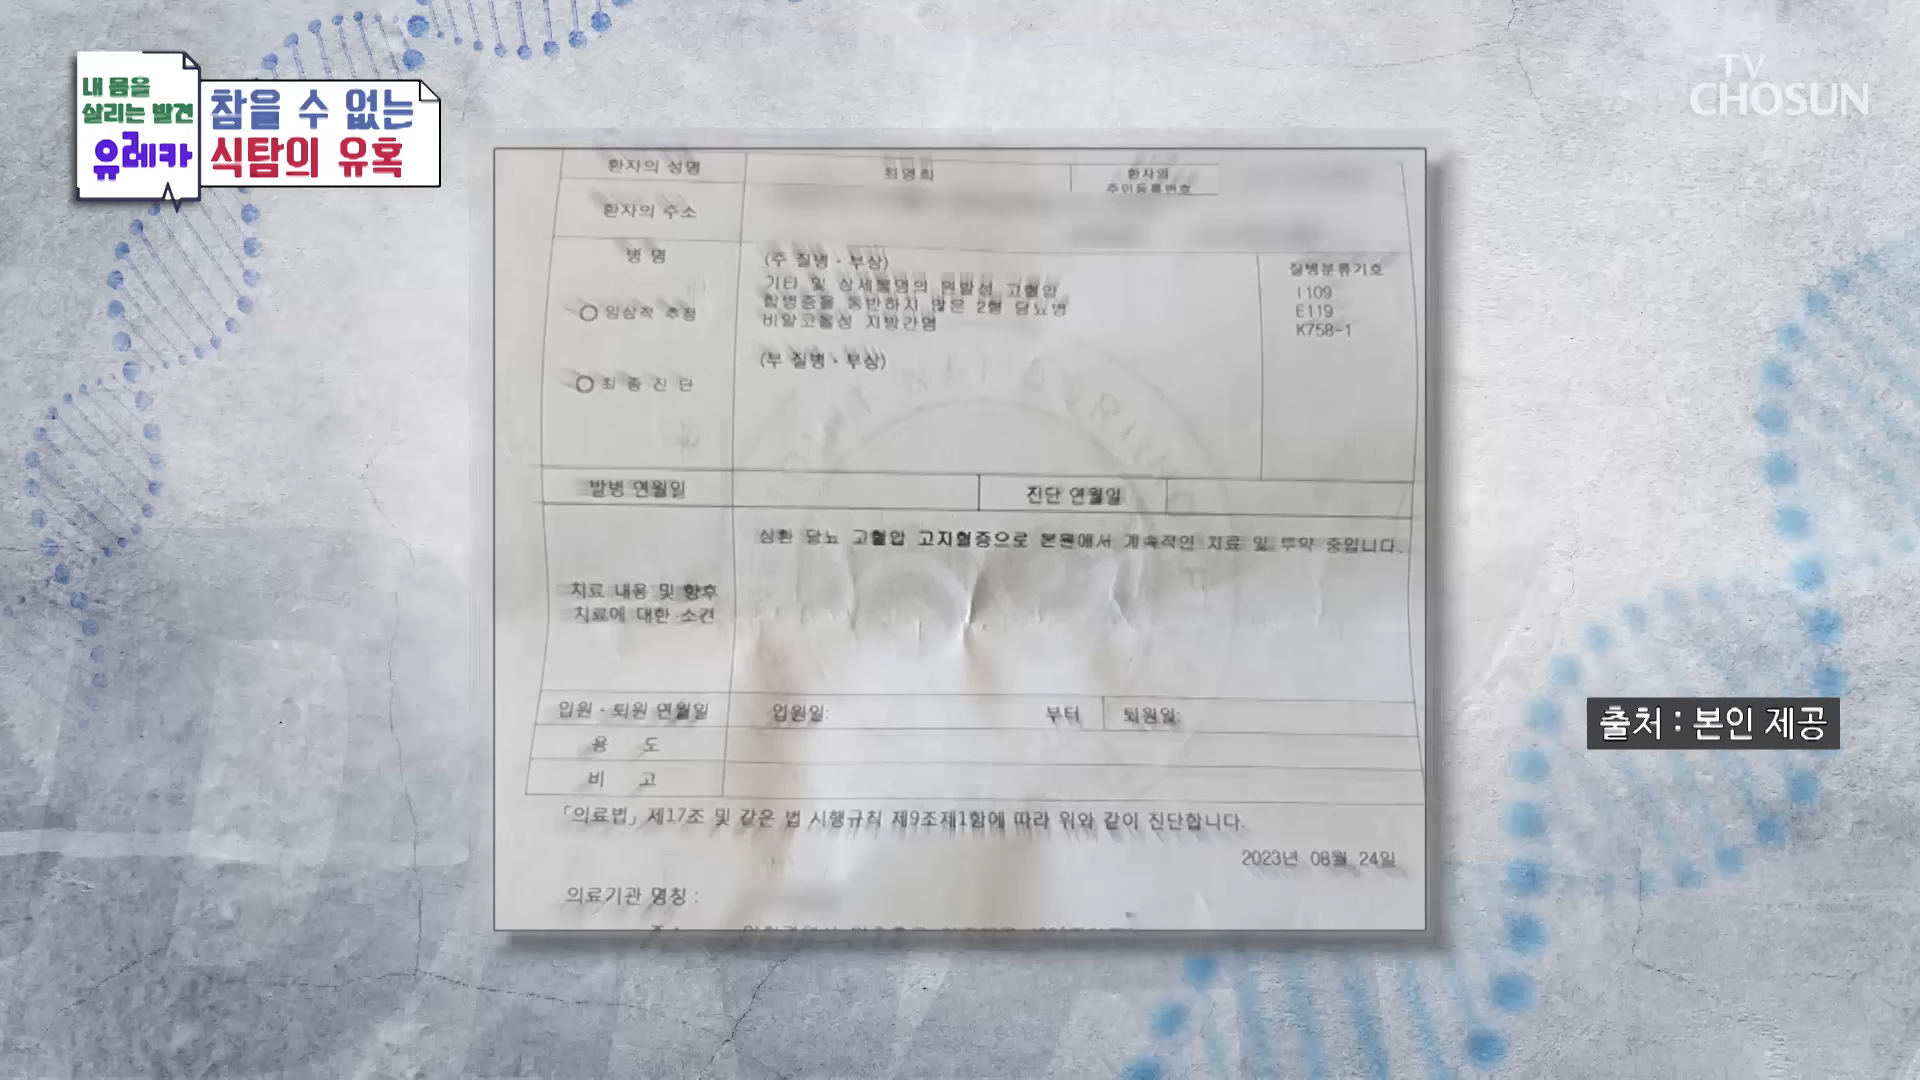 내 몸을
살리는 발견
유레카
참을 수 없는
식탐의 유혹
TV
CHOSUN
환자의 성명
최영희
환자의
주민등록번호
환자의 주소
병 명
(주 질병·부상)
질병분류기호
기타 및 상세불명의 원발성 고혈압
I109
합병증을 동반하지 않은 2형 당뇨병
E119
○ 임상적 추정
비알코올성 지방간염
K758-1
(부 질병·부상)
○ 최 종 진 단
발병 연월일
진단 연월일
상환 당뇨 고혈압 고지혈증으로 본원에서 계속적인 치료 및 투약 중입니다.
치료 내용 및 향후
치료에 대한 소견
입원·퇴원 연월일
입원일:
부터
퇴원일:
용 도
비 고
「의료법」 제17조 및 같은 법 시행규칙 제9조제1항에 따라 위와 같이 진단합니다.
2023년 08월 24일
의료기관 명칭 :
출처 : 본인 제공